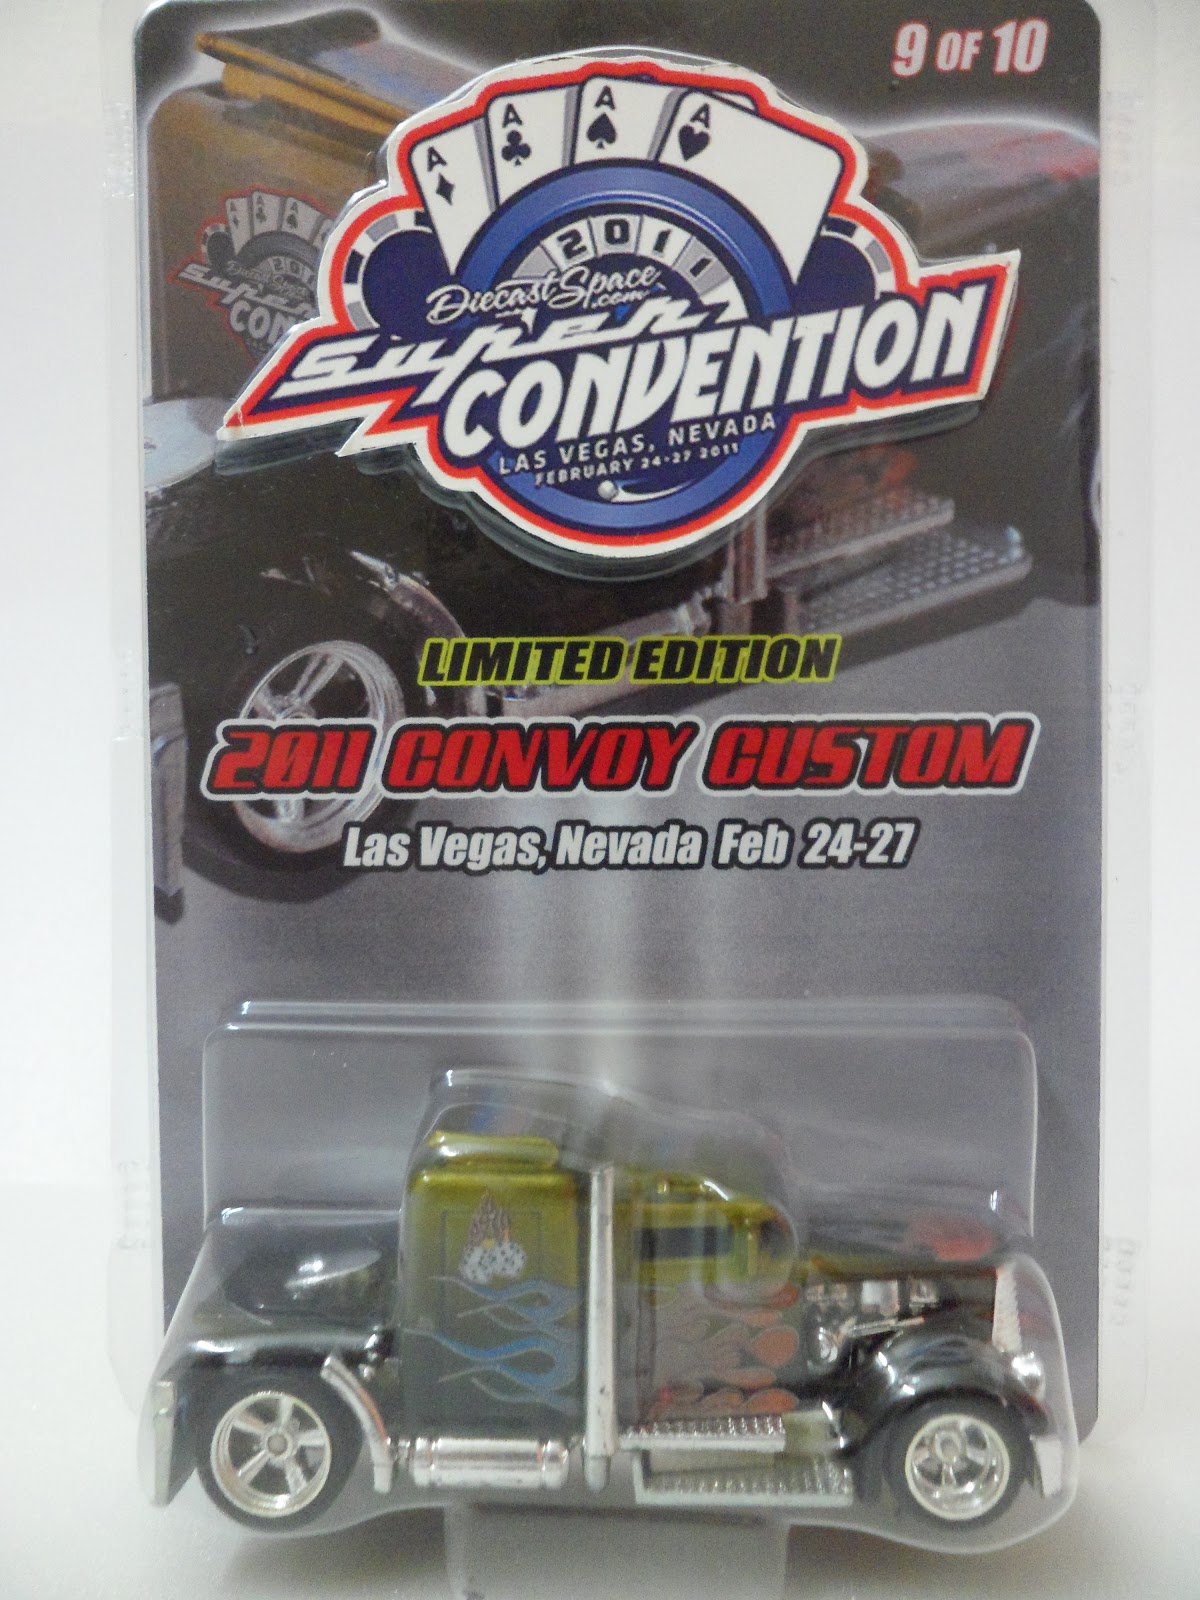 9 OF 10
A A A A
2011
DiecastSpace
.com
Super
CONVENTION
LAS VEGAS, NEVADA
FEBRUARY 24-27 2011
LIMITED EDITION
2011 CONVOY CUSTOM
Las Vegas, Nevada Feb 24-27